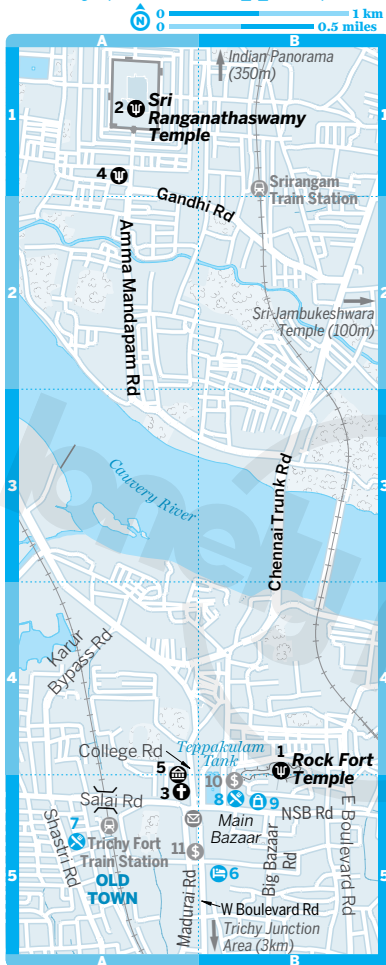 N
0 1 km
0 0.5 miles
A B
Indian Panorama
(350m)
1 1
2 Sri
Ranganathaswamy
Temple
4
Srirangam
Train Station
Gandhi Rd
Amma Mandapam Rd
2 2
Sri Jambukeshwara
Temple (100m)
3 3
Cauvery River
Chennai Trunk Rd
Karur
Bypass Rd
4 4
College Rd
Teppakulam
Tank
1
Rock Fort
Temple
5
10
3
8
9
Salai Rd
NSB Rd
7
Main
Bazaar
Trichy Fort
Train Station
11
Shastri Rd
OLD
TOWN
Big Bazaar
Rd
E Boulevard Rd
5 5
6
Madurai Rd
W Boulevard Rd
Trichy Junction
Area (3km)
A B